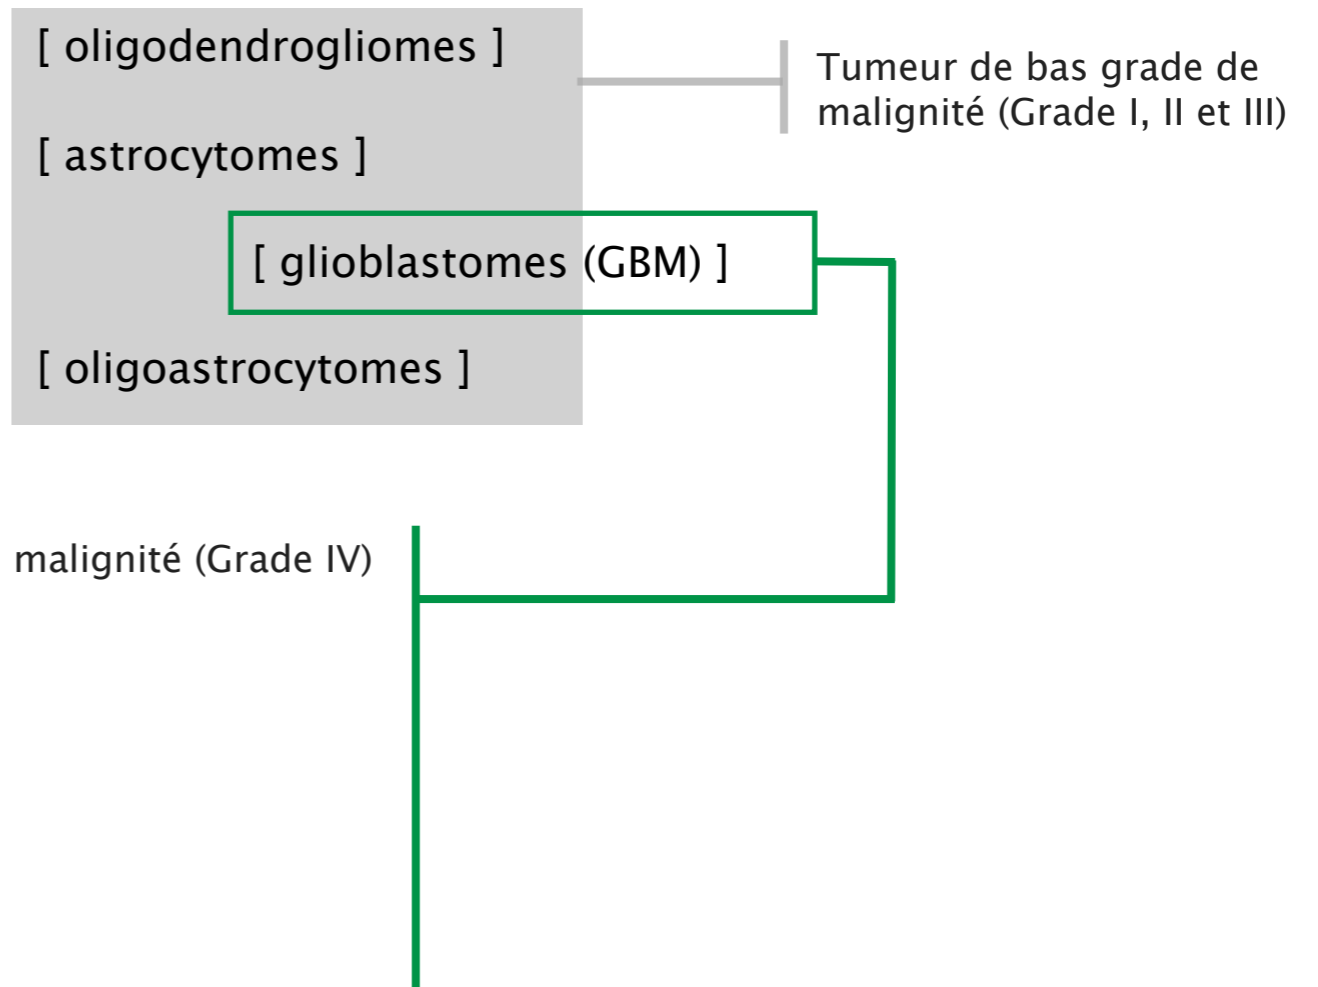 [ oligodendrogliomes ]
Tumeur de bas grade de
malignité (Grade I, II et III)
[ astrocytomes ]
[ glioblastomes (GBM) ]
[ oligoastrocytomes ]
malignité (Grade IV)